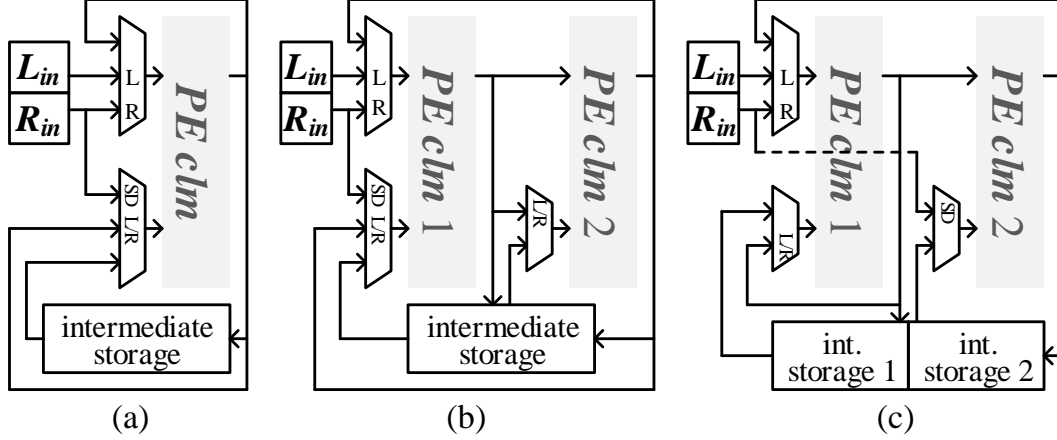 L_in
R_in
L
R
PE clm
SD L/R
intermediate
storage
(a)
L_in
R_in
L
R
PE clm 1
PE clm 2
SD L/R
L/R
intermediate
storage
(b)
L_in
R_in
L
R
PE clm 1
PE clm 2
L/R
SD
int.
storage 1
int.
storage 2
(c)